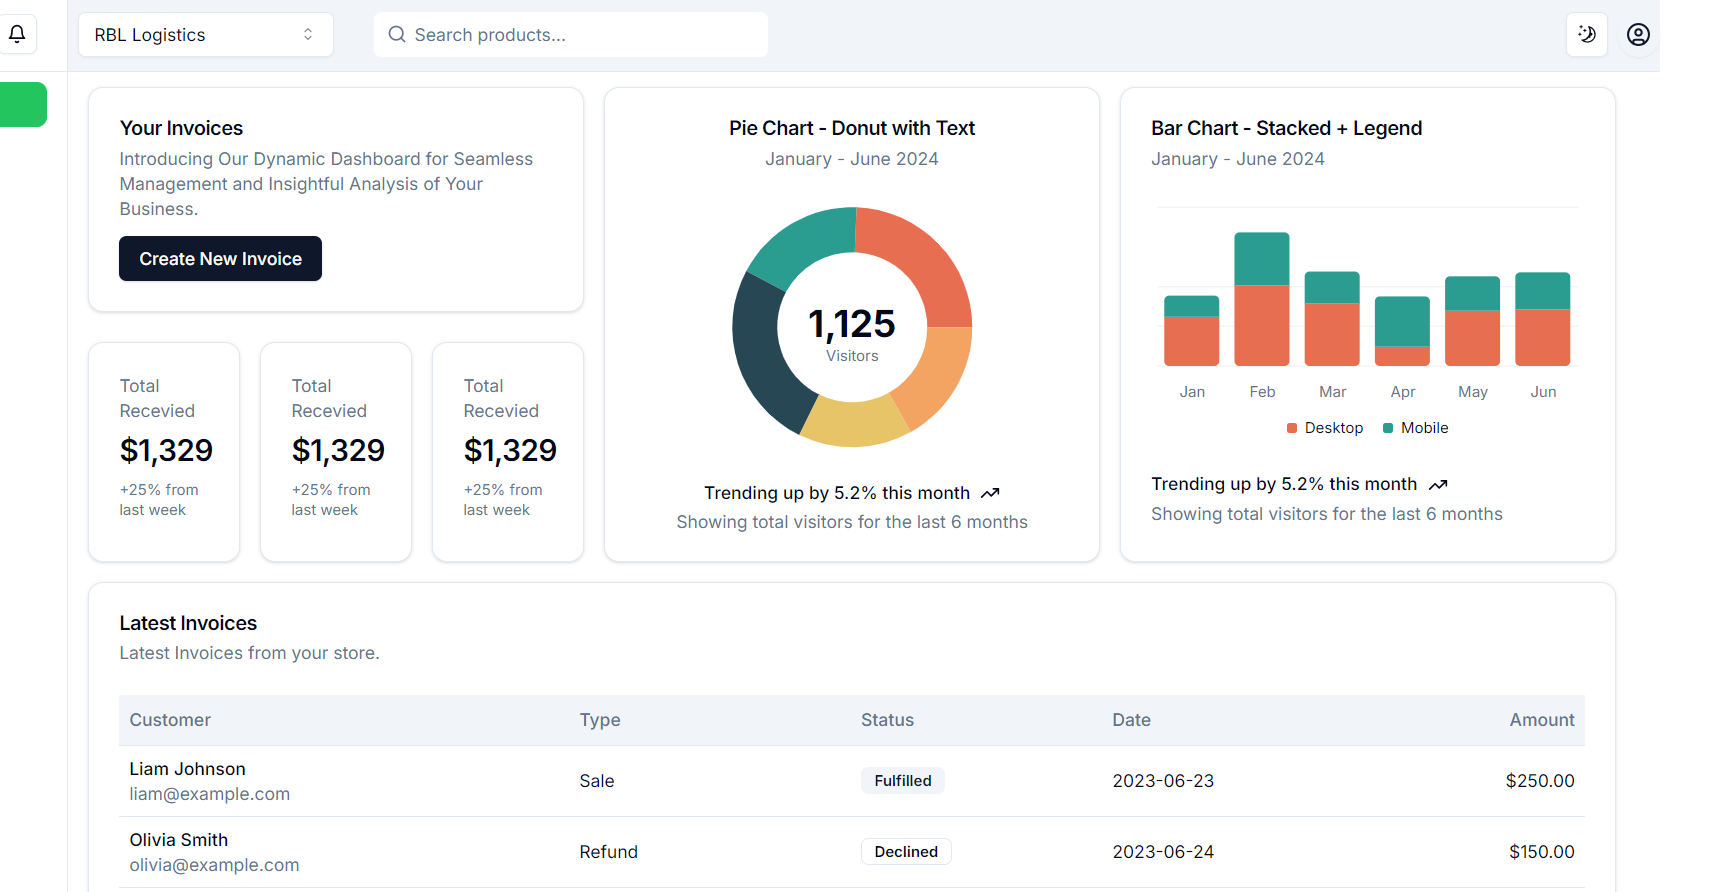 RBL Logistics
Search products...
Your Invoices
Introducing Our Dynamic Dashboard for Seamless
Management and Insightful Analysis of Your
Business.
Create New Invoice
Total
Recevied
$1,329
+25% from
last week
Total
Recevied
$1,329
+25% from
last week
Total
Recevied
$1,329
+25% from
last week
Pie Chart - Donut with Text
January - June 2024
1,125
Visitors
Trending up by 5.2% this month
Showing total visitors for the last 6 months
Bar Chart - Stacked + Legend
January - June 2024
Jan Feb Mar Apr May Jun
Desktop Mobile
Trending up by 5.2% this month
Showing total visitors for the last 6 months
Latest Invoices
Latest Invoices from your store.
Customer Type Status Date Amount
Liam Johnson
liam@example.com
Sale Fulfilled 2023-06-23 $250.00
Olivia Smith
olivia@example.com
Refund Declined 2023-06-24 $150.00